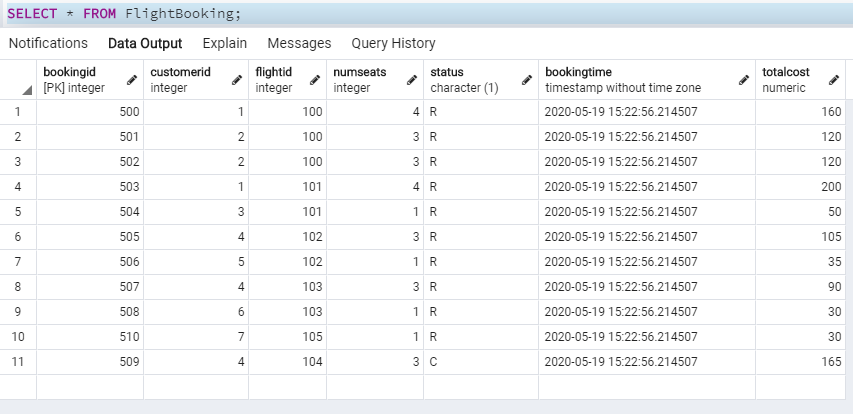 SELECT * FROM FlightBooking;
Notifications Data Output Explain Messages Query History
bookingid customerid flightid numseats status bookingtime totalcost
[PK] integer integer integer integer character (1) timestamp without time zone numeric
1 500 1 100 4 R 2020-05-19 15:22:56.214507 160
2 501 2 100 3 R 2020-05-19 15:22:56.214507 120
3 502 2 100 3 R 2020-05-19 15:22:56.214507 120
4 503 1 101 4 R 2020-05-19 15:22:56.214507 200
5 504 3 101 1 R 2020-05-19 15:22:56.214507 50
6 505 4 102 3 R 2020-05-19 15:22:56.214507 105
7 506 5 102 1 R 2020-05-19 15:22:56.214507 35
8 507 4 103 3 R 2020-05-19 15:22:56.214507 90
9 508 6 103 1 R 2020-05-19 15:22:56.214507 30
10 510 7 105 1 R 2020-05-19 15:22:56.214507 30
11 509 4 104 3 C 2020-05-19 15:22:56.214507 165